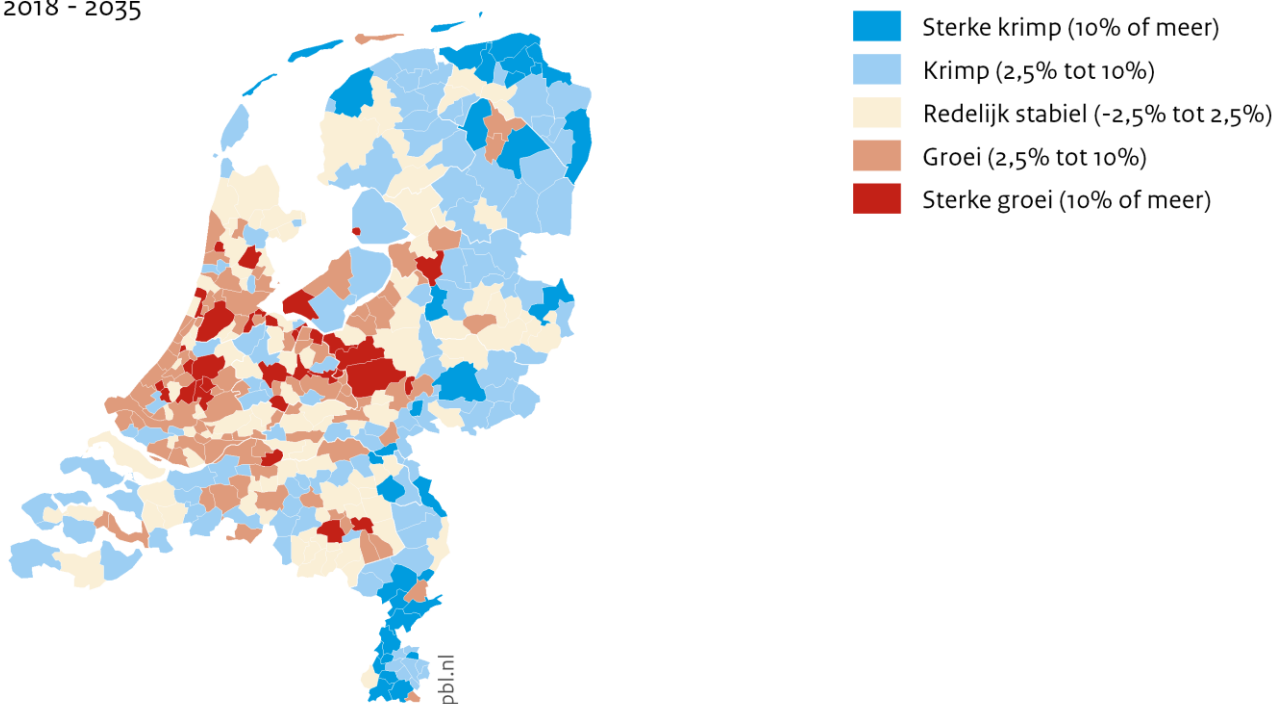 2018 - 2035
Sterke krimp (10% of meer)
Krimp (2,5% tot 10%)
Redelijk stabiel (-2,5% tot 2,5%)
Groei (2,5% tot 10%)
Sterke groei (10% of meer)
pbl.nl